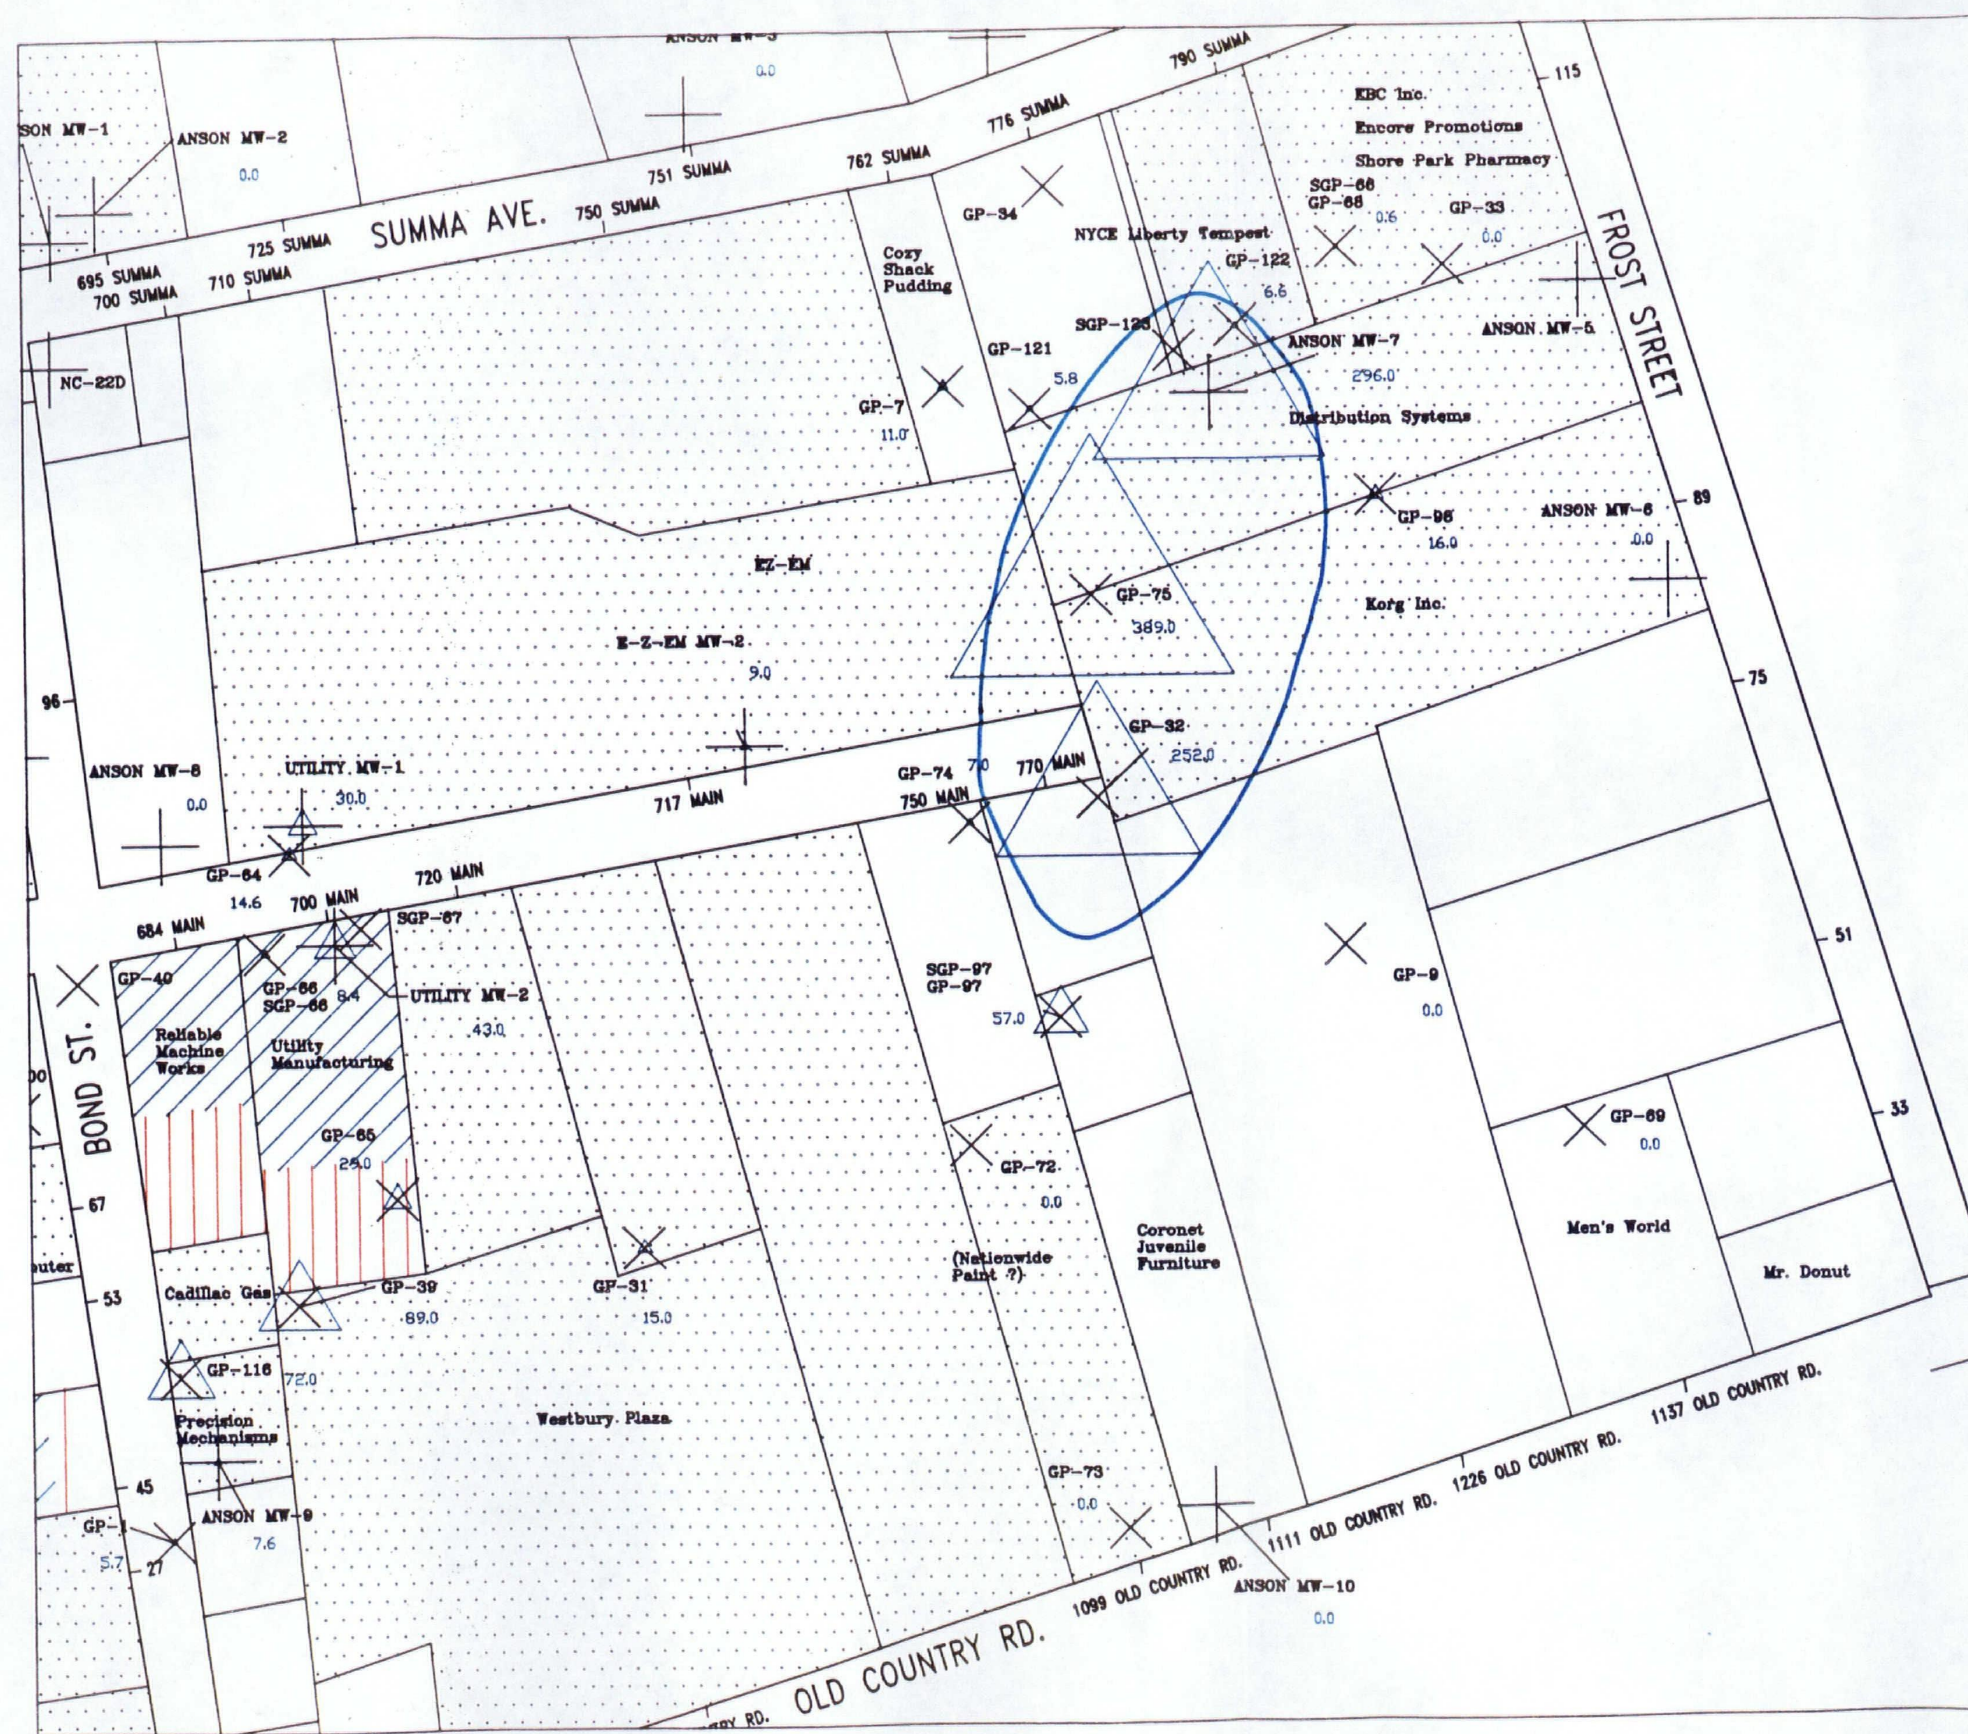 ANSON MW-3
0.0
790 SUMMA
115
KBC Inc.
Encore Promotions
Shore Park Pharmacy
776 SUMMA
SON MW-1
ANSON MW-2
0.0
762 SUMMA
751 SUMMA
SGP-68
GP-68
0.6
GP-33
0.0
GP-34
750 SUMMA
SUMMA AVE.
725 SUMMA
NYCE Liberty Tempest
FROST STREET
695 SUMMA
710 SUMMA
700 SUMMA
Cozy
Shack
Pudding
GP-122
6.6
SGP-123
ANSON MW-5
ANSON MW-7
296.0
GP-121
5.8
NC-22D
GP-7
11.0
Distribution Systems
89
GP-98
16.0
ANSON MW-6
0.0
EZ-EM
GP-75
389.0
Korg Inc.
E-Z-EM MW-2
9.0
75
96
GP-32
252.0
ANSON MW-8
0.0
UTILITY MW-1
30.0
GP-74
7.0
770 MAIN
717 MAIN
750 MAIN
GP-64
14.6
720 MAIN
700 MAIN
684 MAIN
SGP-67
51
GP-40
GP-66
SGP-66
8.4
UTILITY MW-2
43.0
SGP-97
GP-97
57.0
GP-9
0.0
Reliable
Machine
Works
Utility
Manufacturing
BOND ST.
33
GP-69
0.0
GP-65
29.0
GP-72
0.0
67
Men's World
Coronet
Juvenile
Furniture
(Nationwide
Paint ?)
Mr. Donut
outer
53
Cadillac Gas
GP-39
89.0
GP-31
15.0
GP-116
72.0
Precision
Mechanisms
Westbury Plaza
1137 OLD COUNTRY RD.
1226 OLD COUNTRY RD.
GP-73
0.0
45
1111 OLD COUNTRY RD.
GP-1
5.7
ANSON MW-9
7.6
27
1099 OLD COUNTRY RD.
ANSON MW-10
0.0
OLD COUNTRY RD.
RD.